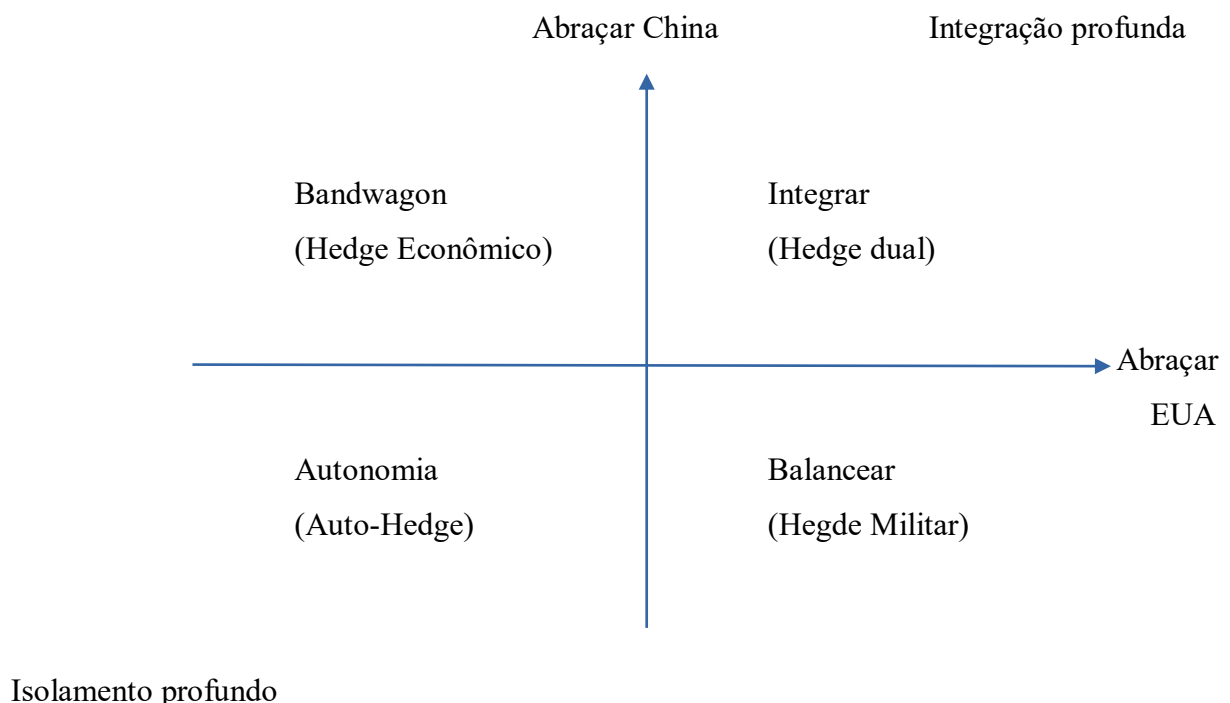 Abraçar China
Integração profunda
Bandwagon
(Hedge Econômico)
Integrar
(Hedge dual)
Abraçar
EUA
Autonomia
(Auto-Hedge)
Balancear
(Hegde Militar)
Isolamento profundo